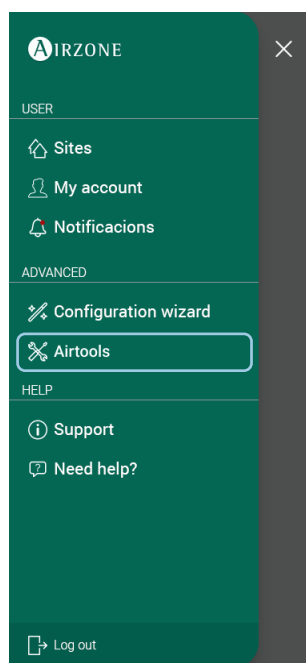 AIRZONE
USER
Sites
My account
Notificacions
ADVANCED
Configuration wizard
Airtools
HELP
Support
Need help?
Log out